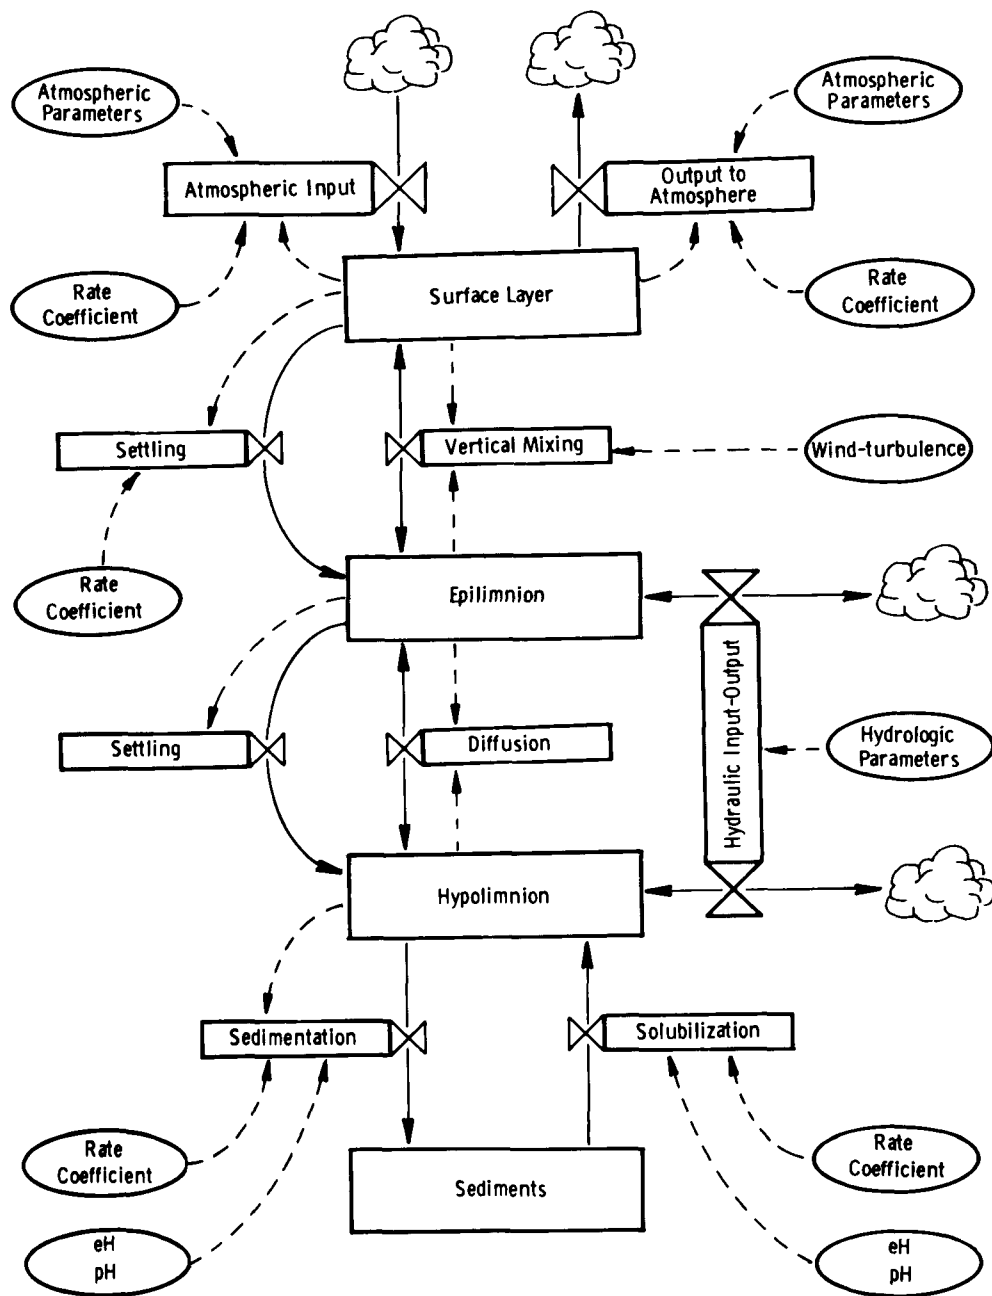 Atmospheric
Parameters
Atmospheric
Parameters
Atmospheric Input
Output to
Atmosphere
Rate
Coefficient
Surface Layer
Rate
Coefficient
Settling
Vertical Mixing
Wind-turbulence
Rate
Coefficient
Epilimnion
Hydraulic Input-Output
Settling
Diffusion
Hydrologic
Parameters
Hypolimnion
Sedimentation
Solubilization
Rate
Coefficient
Sediments
Rate
Coefficient
eH
pH
eH
pH